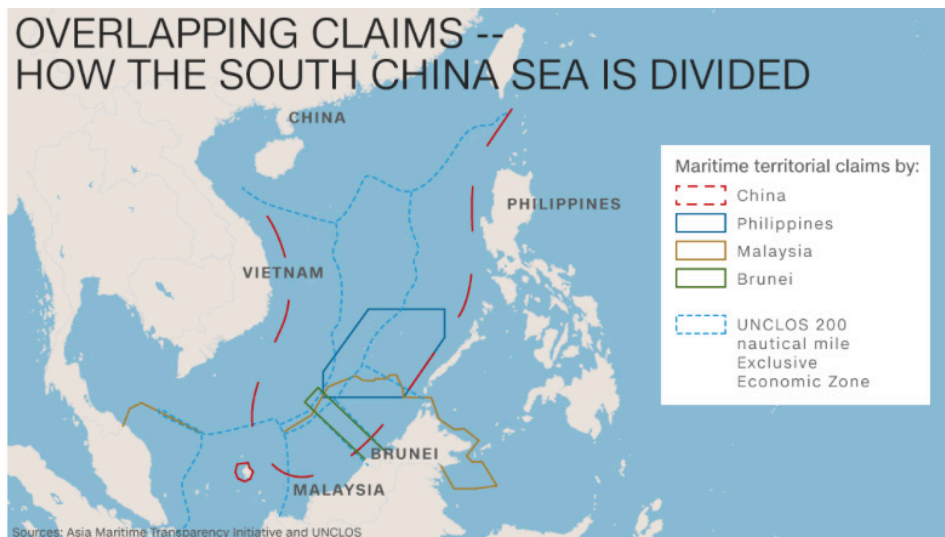 OVERLAPPING CLAIMS --
HOW THE SOUTH CHINA SEA IS DIVIDED
CHINA
PHILIPPINES
VIETNAM
BRUNEI
MALAYSIA
Maritime territorial claims by:
China
Philippines
Malaysia
Brunei
UNCLOS 200
nautical mile
Exclusive
Economic Zone
Sources: Asia Maritime Transparency Initiative and UNCLOS